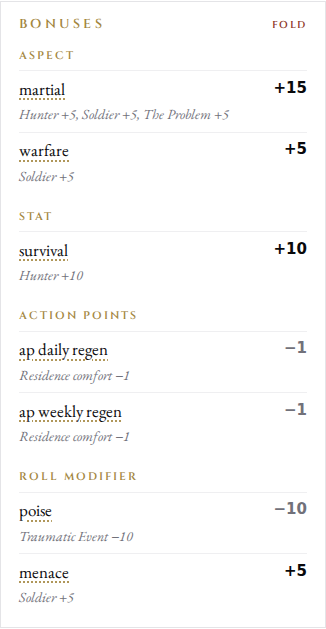 BONUSES FOLD
ASPECT
martial +15
Hunter +5, Soldier +5, The Problem +5
warfare +5
Soldier +5
STAT
survival +10
Hunter +10
ACTION POINTS
ap daily regen −1
Residence comfort −1
ap weekly regen −1
Residence comfort −1
ROLL MODIFIER
poise −10
Traumatic Event −10
menace +5
Soldier +5